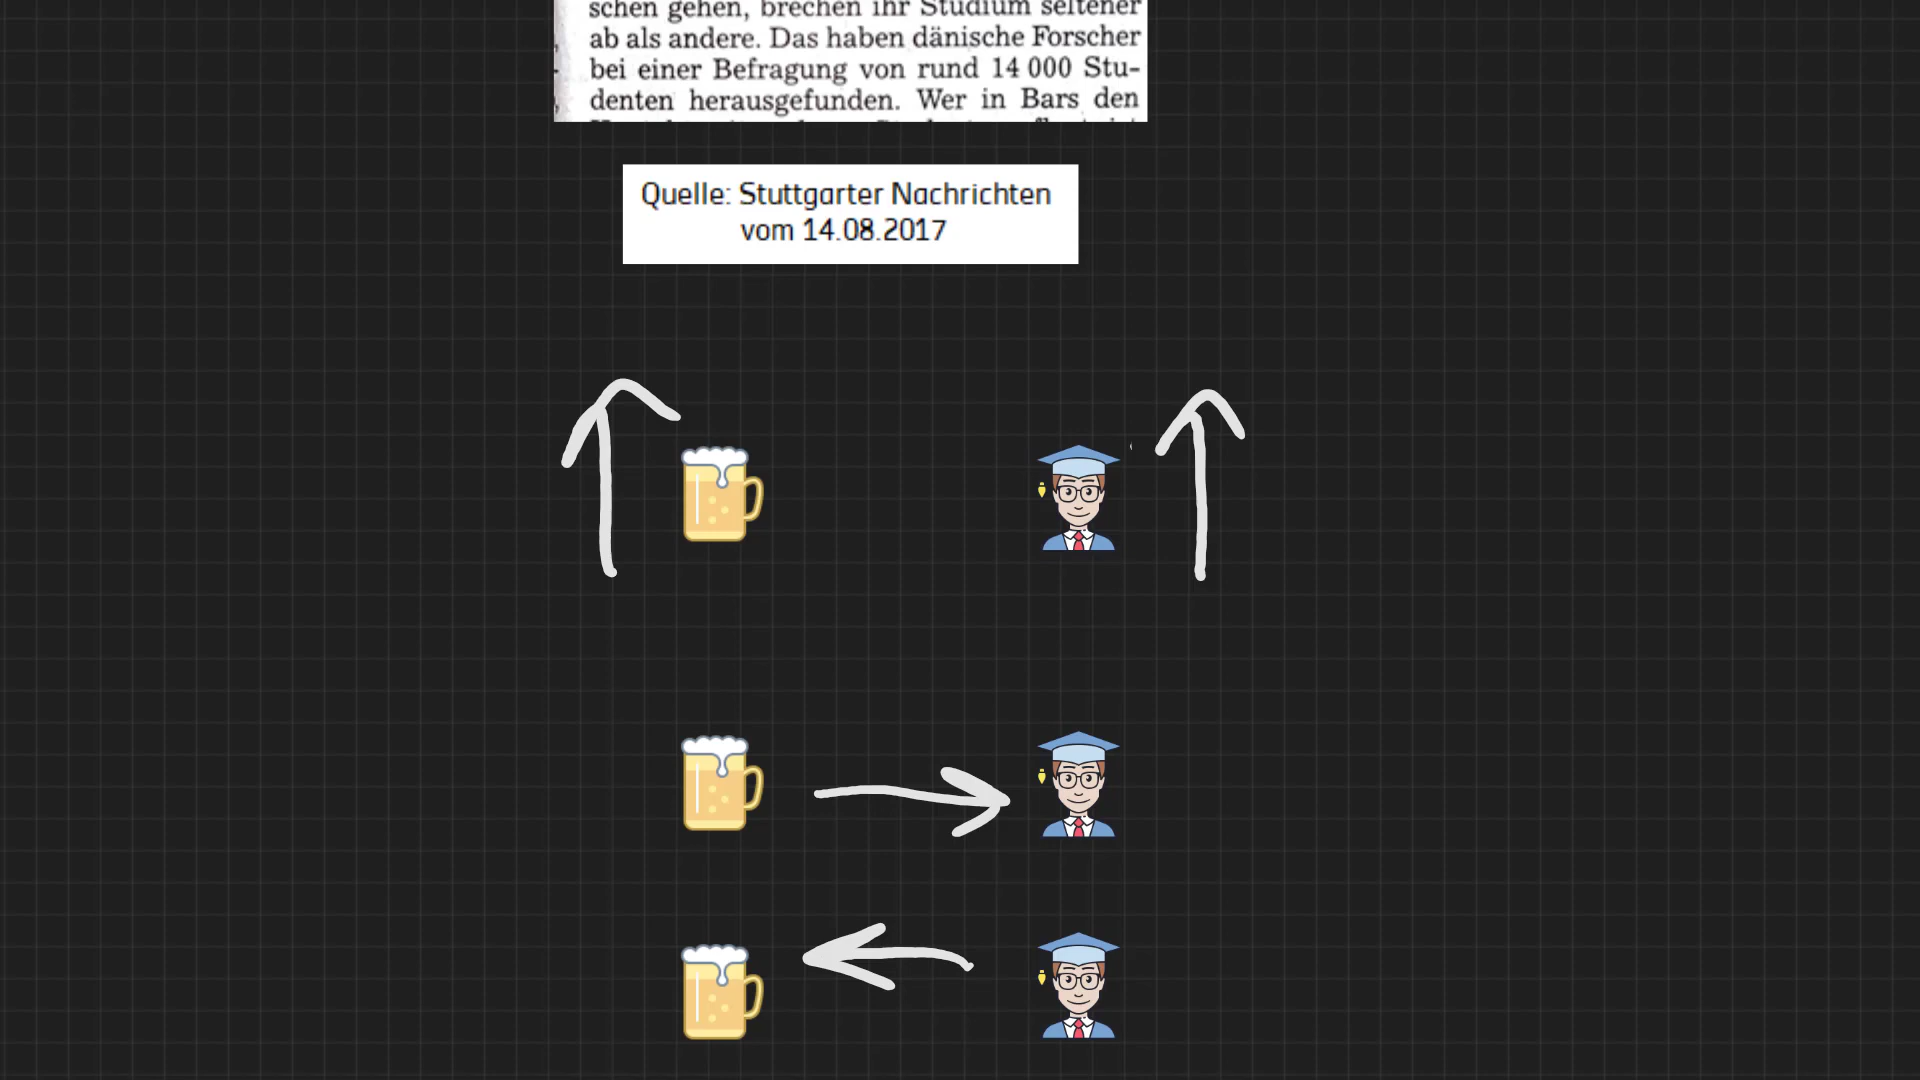 schen gehen, brechen ihr Studium seltener
ab als andere. Das haben dänische Forscher
bei einer Befragung von rund 14 000 Stu-
denten herausgefunden. Wer in Bars den
Quelle: Stuttgarter Nachrichten
vom 14.08.2017